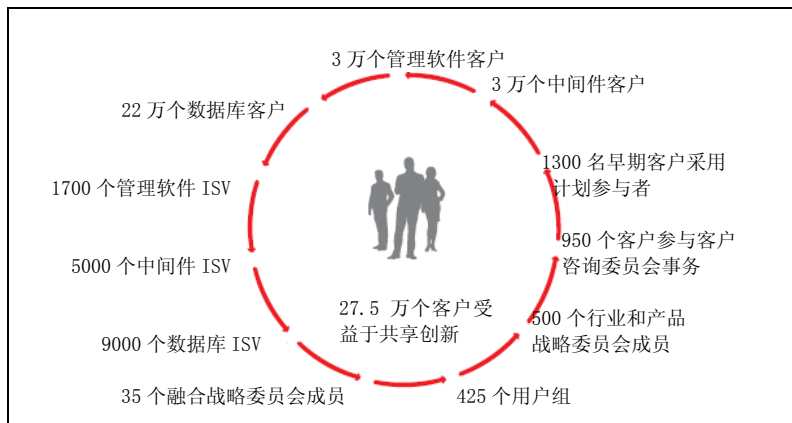 3 万个管理软件客户
3 万个中间件客户
22 万个数据库客户
1300 名早期客户采用
计划参与者
1700 个管理软件 ISV
950 个客户参与客户
咨询委员会事务
5000 个中间件 ISV
27.5 万个客户受
益于共享创新
500 个行业和产品
战略委员会成员
9000 个数据库 ISV
35 个融合战略委员会成员
425 个用户组